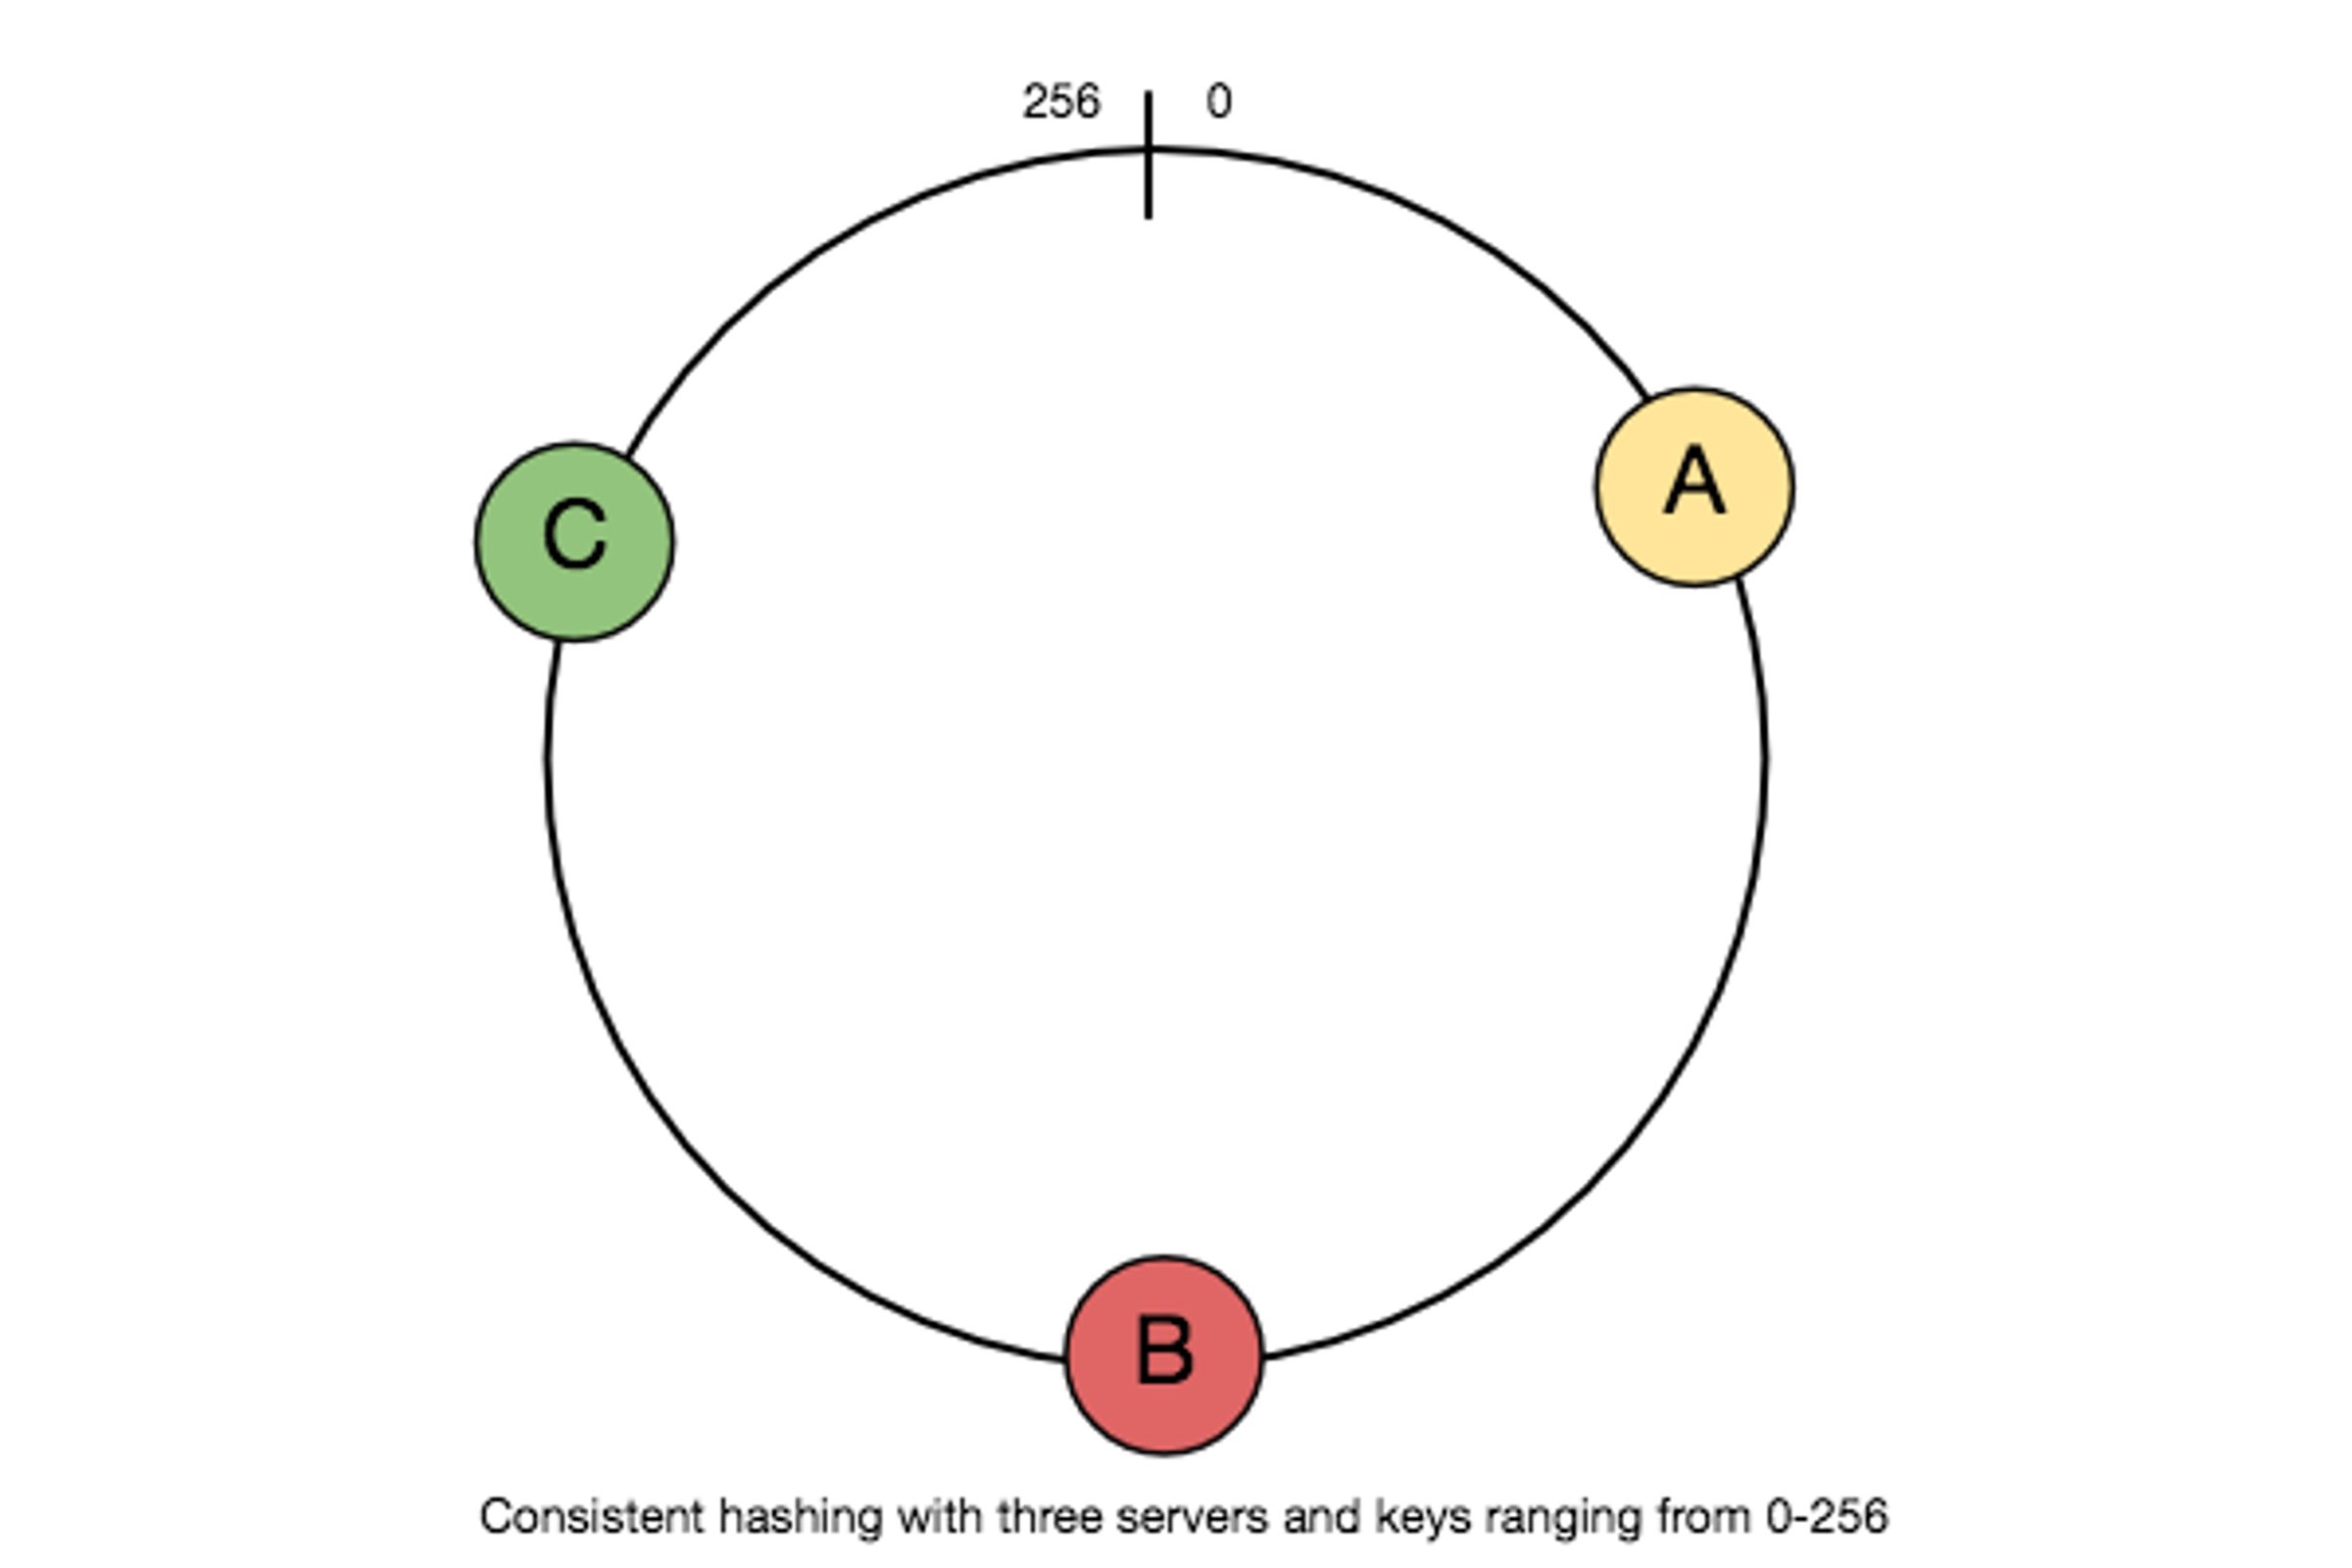 256 0
A
C
B
Consistent hashing with three servers and keys ranging from 0-256